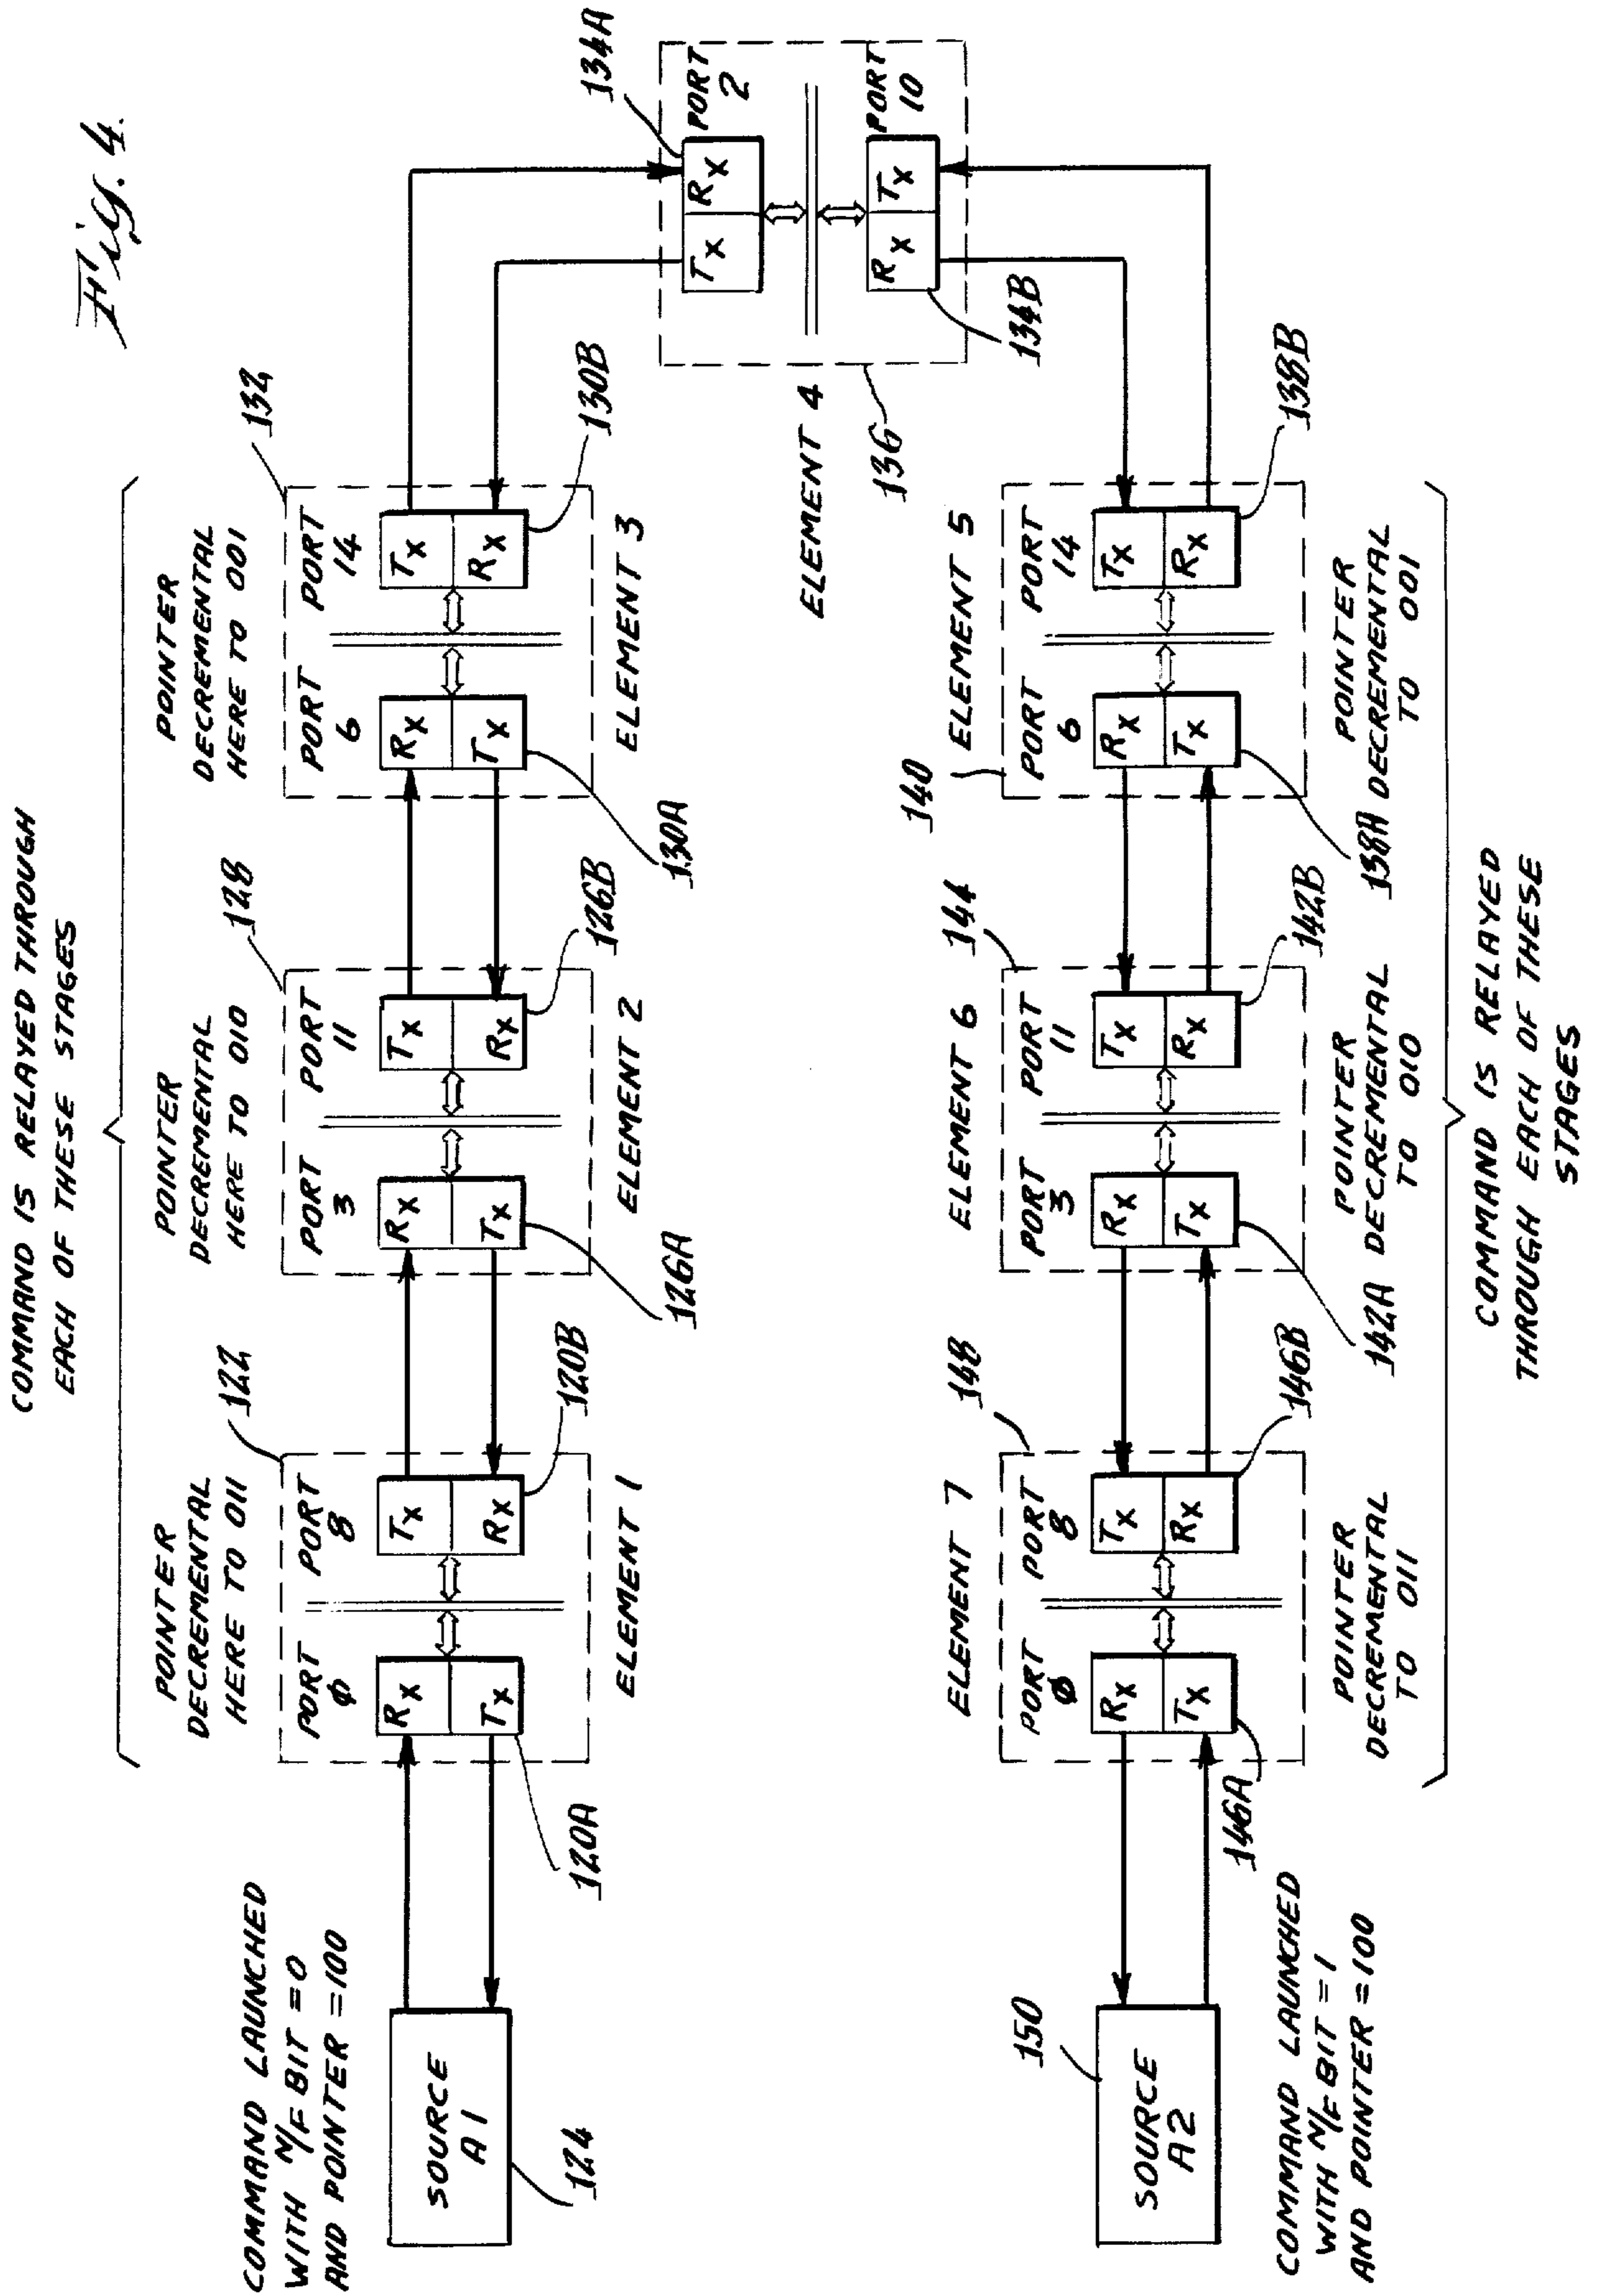 Fig. 4
COMMAND IS RELAYED THROUGH
EACH OF THESE STAGES
COMMAND LAUNCHED
WITH N/F BIT = 0
AND POINTER = 100
SOURCE
A1
124
POINTER
DECREMENTAL
HERE TO 011
122
PORT
φ
PORT
8
RX
TX
TX
RX
120A
120B
ELEMENT 1
POINTER
DECREMENTAL
HERE TO 010
128
PORT
3
PORT
11
RX
TX
TX
RX
126A
126B
ELEMENT 2
POINTER
DECREMENTAL
HERE TO 001
132
PORT
6
PORT
14
RX
TX
TX
RX
130A
130B
ELEMENT 3
134A
PORT
2
TX
RX
PORT
10
RX
TX
134B
ELEMENT 4
136
150
SOURCE
A2
COMMAND LAUNCHED
WITH N/F BIT = 1
AND POINTER = 100
ELEMENT 7
148
PORT
φ
PORT
8
RX
TX
TX
RX
146A
146B
POINTER
DECREMENTAL
TO 011
ELEMENT 6
144
PORT
3
PORT
11
RX
TX
TX
RX
142A
142B
POINTER
DECREMENTAL
TO 010
140
ELEMENT 5
PORT
6
PORT
14
RX
TX
TX
RX
138A
138B
POINTER
DECREMENTAL
TO 001
COMMAND IS RELAYED
THROUGH EACH OF THESE
STAGES